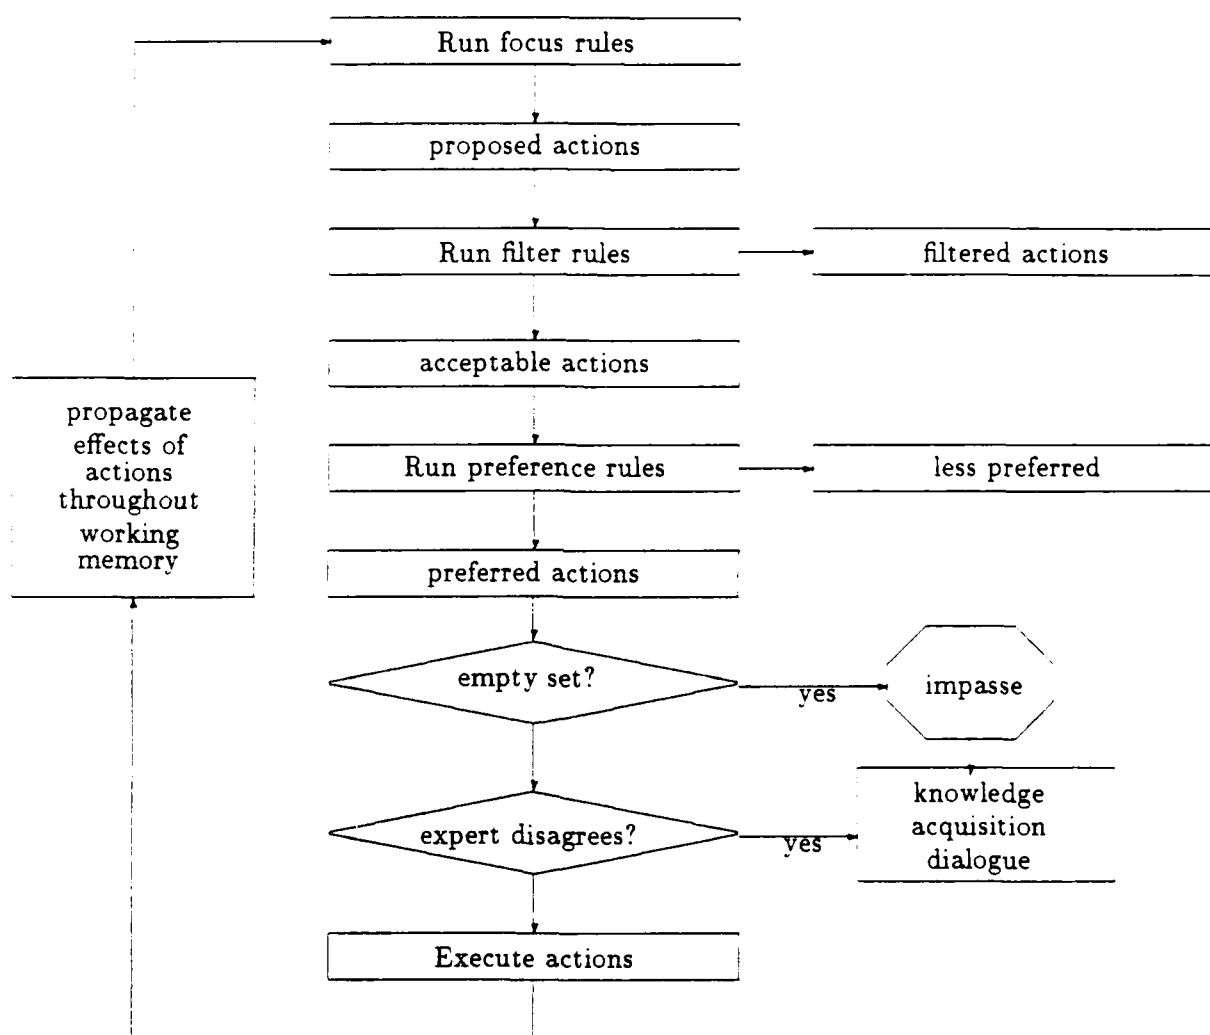 Run focus rules
proposed actions
Run filter rules
filtered actions
acceptable actions
propagate
effects of
actions
throughout
working
memory
Run preference rules
less preferred
preferred actions
empty set?
yes
impasse
expert disagrees?
yes
knowledge
acquisition
dialogue
Execute actions